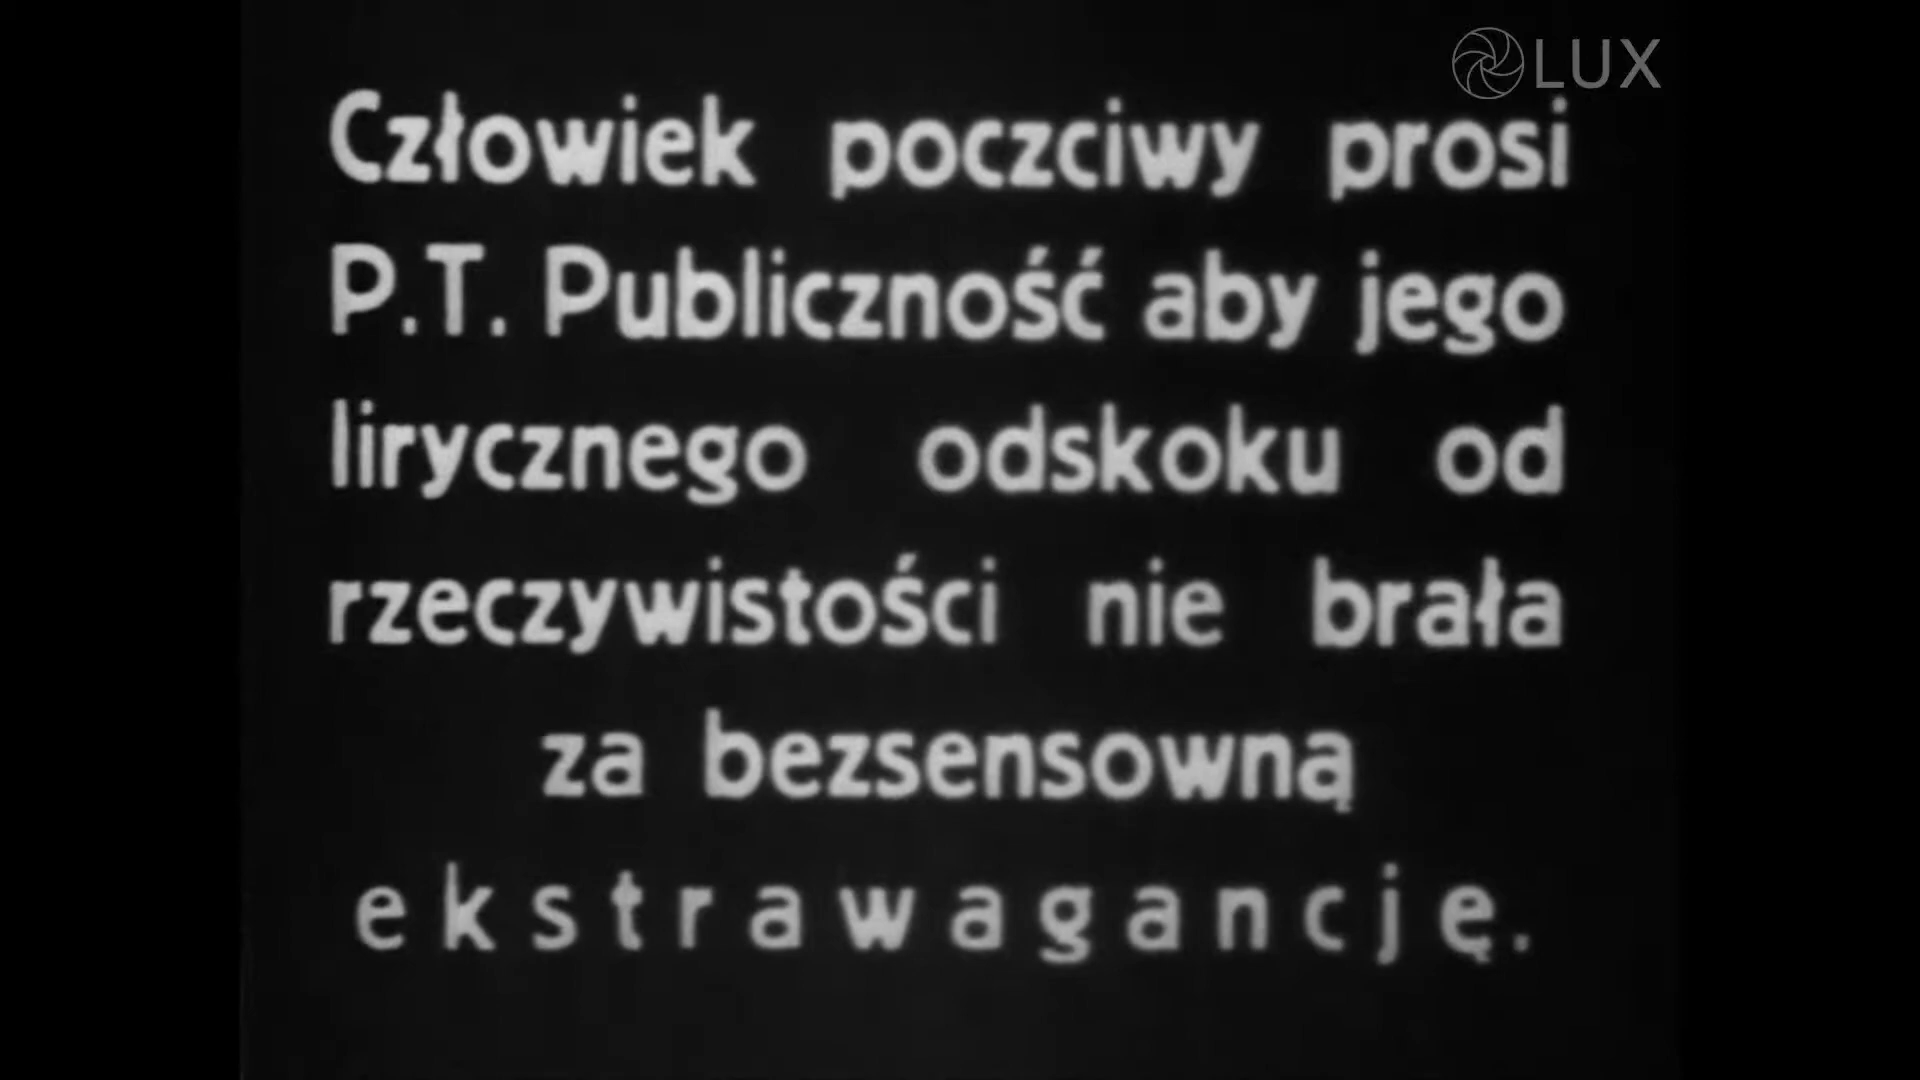 LUX
Człowiek poczciwy prosi
P.T. Publiczność aby jego
lirycznego odskoku od
rzeczywistości nie brała
za bezsensowną
ekstrawagancję.